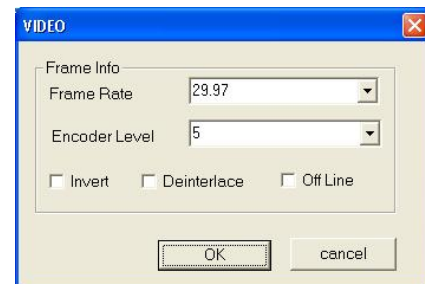 VIDEO
Frame Info
Frame Rate 29.97
Encoder Level 5
Invert Deinterlace Off Line
OK cancel